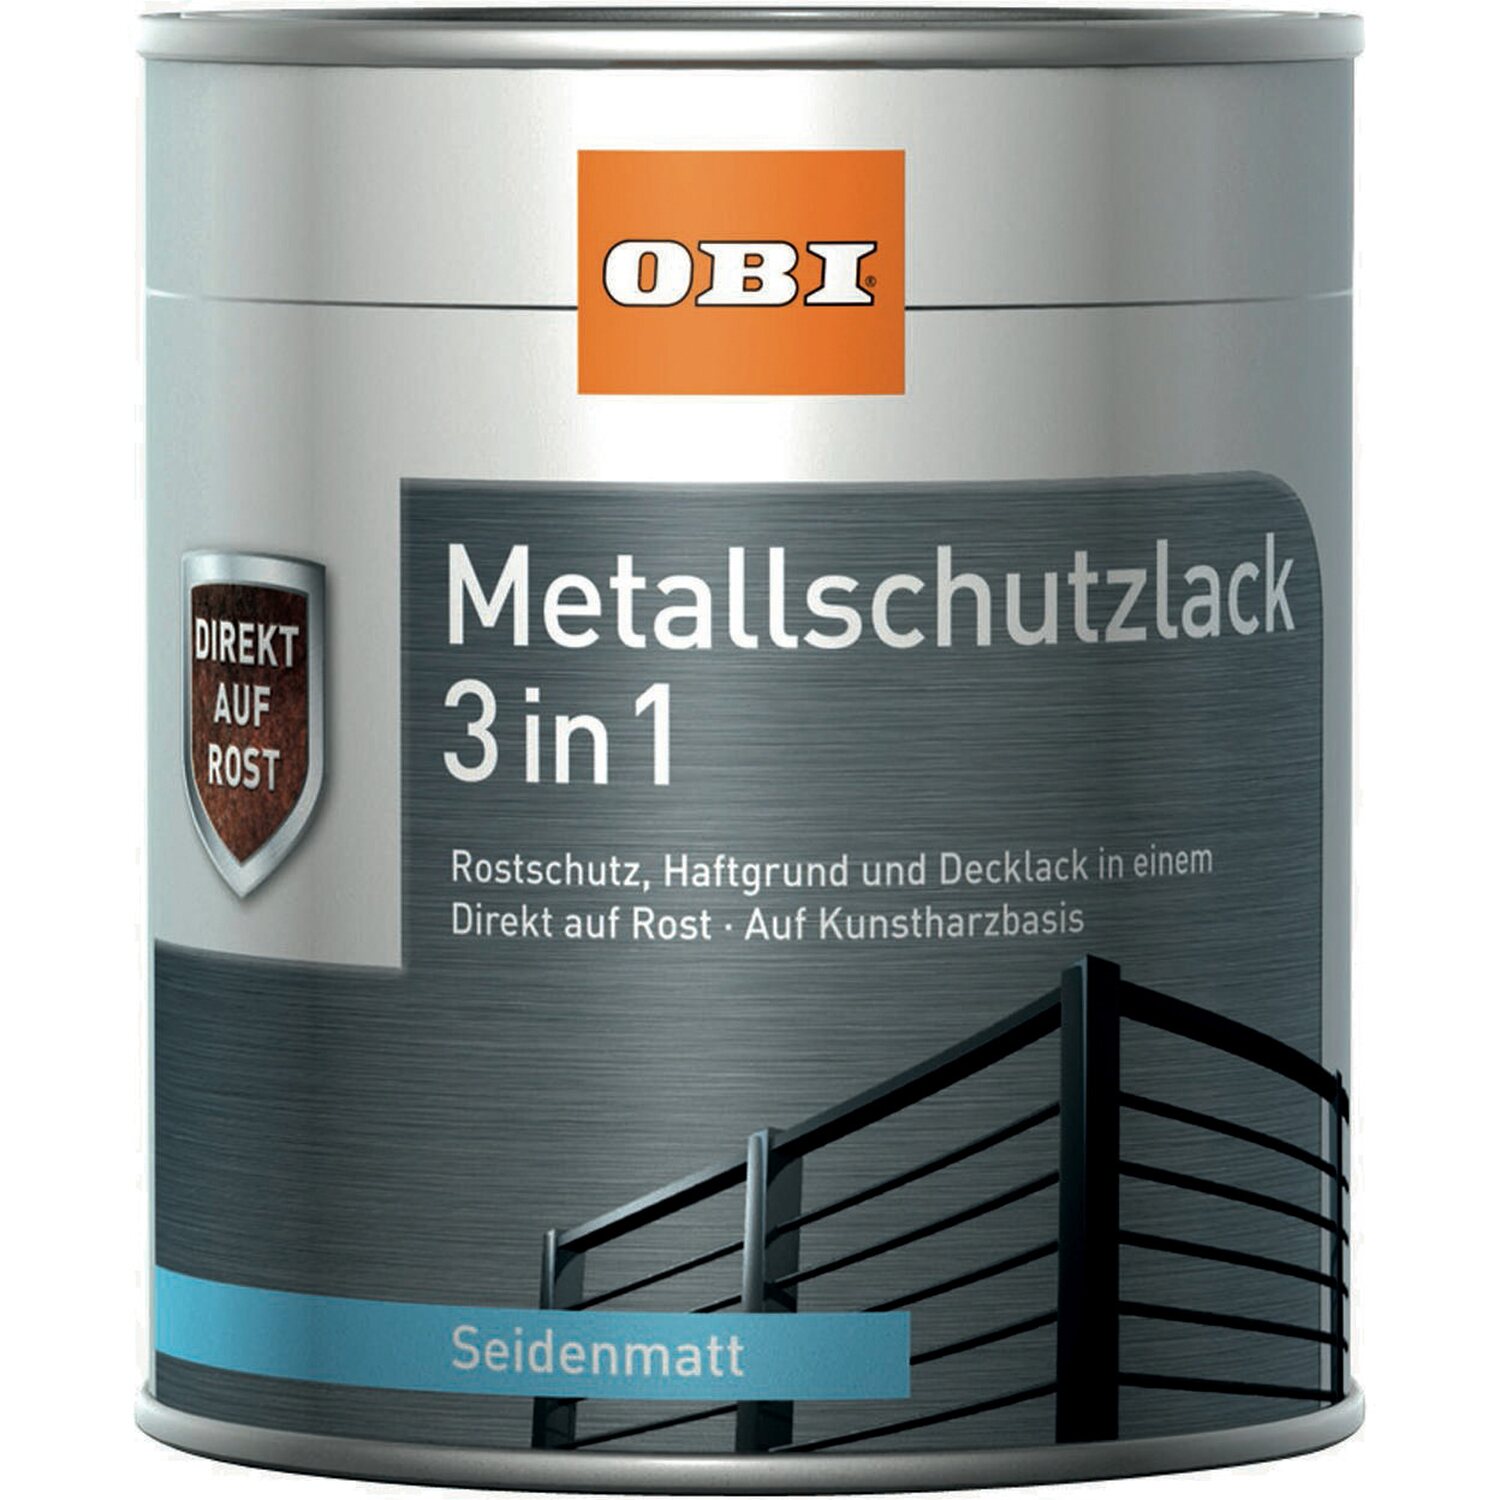 OBI®
DIREKT
AUF
ROST
Metallschutzlack
3 in 1
Rostschutz, Haftgrund und Decklack in einem
Direkt auf Rost · Auf Kunstharzbasis
Seidenmatt